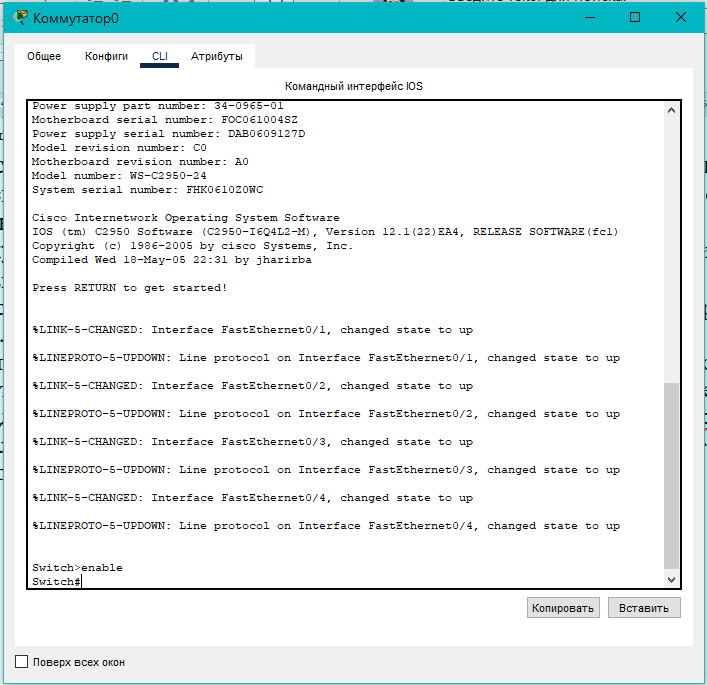 Коммутатор0
Общее Конфиги CLI Атрибуты
Командный интерфейс IOS
Power supply part number: 34-0965-01
Motherboard serial number: FOC061004SZ
Power supply serial number: DAB0609127D
Model revision number: C0
Motherboard revision number: A0
Model number: WS-C2950-24
System serial number: FHK0610Z0WC
Cisco Internetwork Operating System Software
IOS (tm) C2950 Software (C2950-I6Q4L2-M), Version 12.1(22)EA4, RELEASE SOFTWARE(fc1)
Copyright (c) 1986-2005 by cisco Systems, Inc.
Compiled Wed 18-May-05 22:31 by jharirba
Press RETURN to get started!
%LINK-5-CHANGED: Interface FastEthernet0/1, changed state to up
%LINEPROTO-5-UPDOWN: Line protocol on Interface FastEthernet0/1, changed state to up
%LINK-5-CHANGED: Interface FastEthernet0/2, changed state to up
%LINEPROTO-5-UPDOWN: Line protocol on Interface FastEthernet0/2, changed state to up
%LINK-5-CHANGED: Interface FastEthernet0/3, changed state to up
%LINEPROTO-5-UPDOWN: Line protocol on Interface FastEthernet0/3, changed state to up
%LINK-5-CHANGED: Interface FastEthernet0/4, changed state to up
%LINEPROTO-5-UPDOWN: Line protocol on Interface FastEthernet0/4, changed state to up
Switch>enable
Switch#
Копировать Вставить
Поверх всех окон